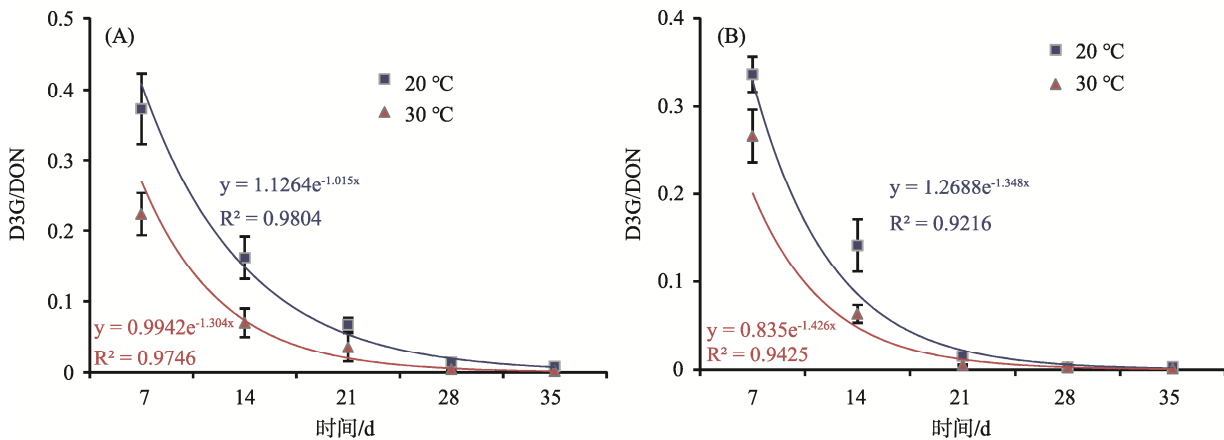 (A)
20 ℃
30 ℃
y = 1.1264e^-1.015x
R² = 0.9804
y = 0.9942e^-1.304x
R² = 0.9746
D3G/DON
0.5
0.4
0.3
0.2
0.1
0
7 14 21 28 35
时间/d
(B)
20 ℃
30 ℃
y = 1.2688e^-1.348x
R² = 0.9216
y = 0.835e^-1.426x
R² = 0.9425
D3G/DON
0.4
0.3
0.2
0.1
0
7 14 21 28 35
时间/d